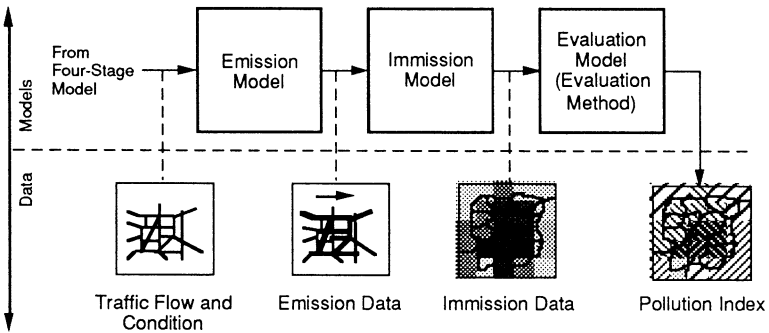 From
Four-Stage
Model
Emission
Model
Immission
Model
Evaluation
Model
(Evaluation
Method)
Models
Data
Traffic Flow and
Condition
Emission Data
Immission Data
Pollution Index